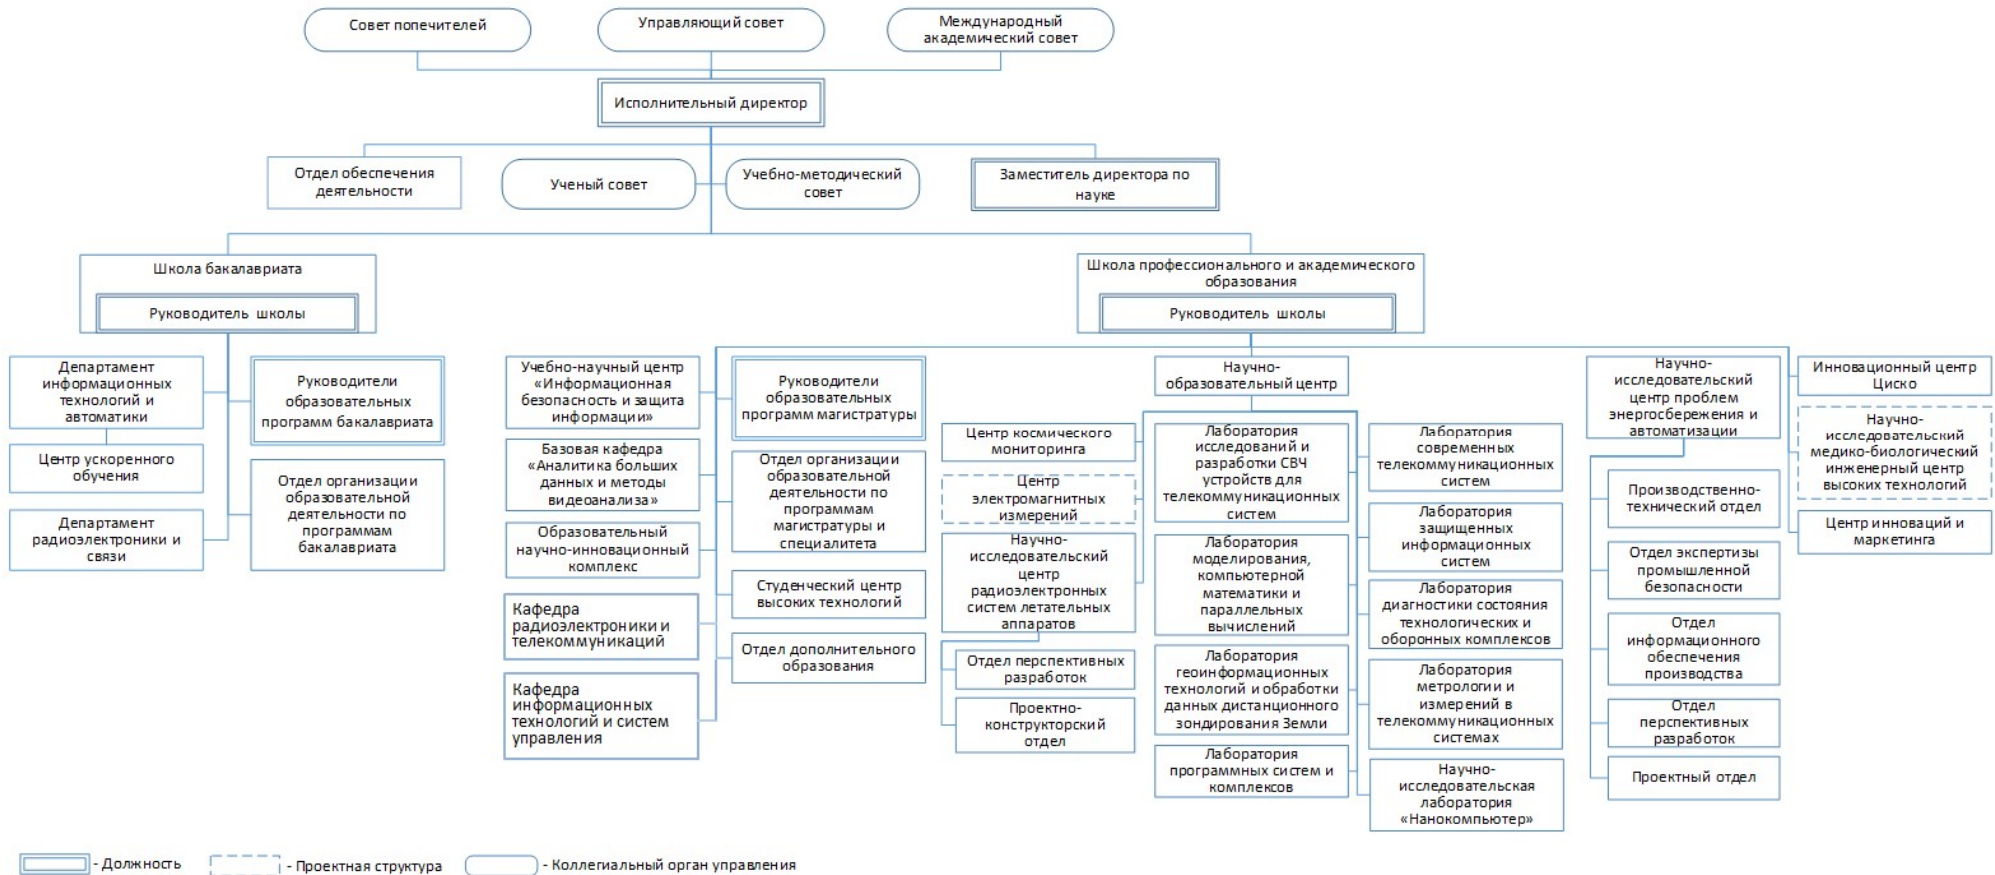 Совет попечителей
Управляющий совет
Международный
академический совет
Исполнительный директор
Отдел обеспечения
деятельности
Ученый совет
Учебно-методический
совет
Заместитель директора по
науке
Школа бакалавриата
Руководитель школы
Школа профессионального и академического
образования
Руководитель школы
Департамент
информационных
технологий и
автоматики
Центр ускоренного
обучения
Департамент
радиоэлектроники и
связи
Руководители
образовательных
программ бакалавриата
Отдел организации
образовательной
деятельности по
программам
бакалавриата
Учебно-научный центр
«Информационная
безопасность и защита
информации»
Базовая кафедра
«Аналитика больших
данных и методы
видеоанализа»
Образовательный
научно-инновационный
комплекс
Кафедра
радиоэлектроники и
телекоммуникаций
Кафедра
информационных
технологий и систем
управления
Руководители
образовательных
программ магистратуры
Отдел организации
образовательной
деятельности по
программам
магистратуры и
специалитета
Студенческий центр
высоких технологий
Отдел дополнительного
образования
Научно-
образовательный центр
Центр космического
мониторинга
Центр
электромагнитных
измерений
Научно-
исследовательский
центр
радиоэлектронных
систем летательных
аппаратов
Отдел перспективных
разработок
Проектно-
конструкторский
отдел
Лаборатория
исследований и
разработки СВЧ
устройств для
телекоммуникационных
систем
Лаборатория
моделирования,
компьютерной
математики и
параллельных
вычислений
Лаборатория
геоинформационных
технологий и обработки
данных дистанционного
зондирования Земли
Лаборатория
программных систем и
комплексов
Лаборатория
современных
телекоммуникационных
систем
Лаборатория
защищенных
информационных
систем
Лаборатория
диагностики состояния
технологических и
оборонных комплексов
Лаборатория
метрологии и
измерений в
телекоммуникационных
системах
Научно-
исследовательская
лаборатория
«Нанокомпьютер»
Научно-
исследовательский
центр проблем
энергосбережения и
автоматизации
Производственно-
технический отдел
Отдел экспертизы
промышленной
безопасности
Отдел
информационного
обеспечения
производства
Отдел
перспективных
разработок
Проектный отдел
Инновационный центр
Циско
Научно-
исследовательский
медико-биологический
инженерный центр
высоких технологий
Центр инноваций и
маркетинга
- Должность
- Проектная структура
- Коллегиальный орган управления